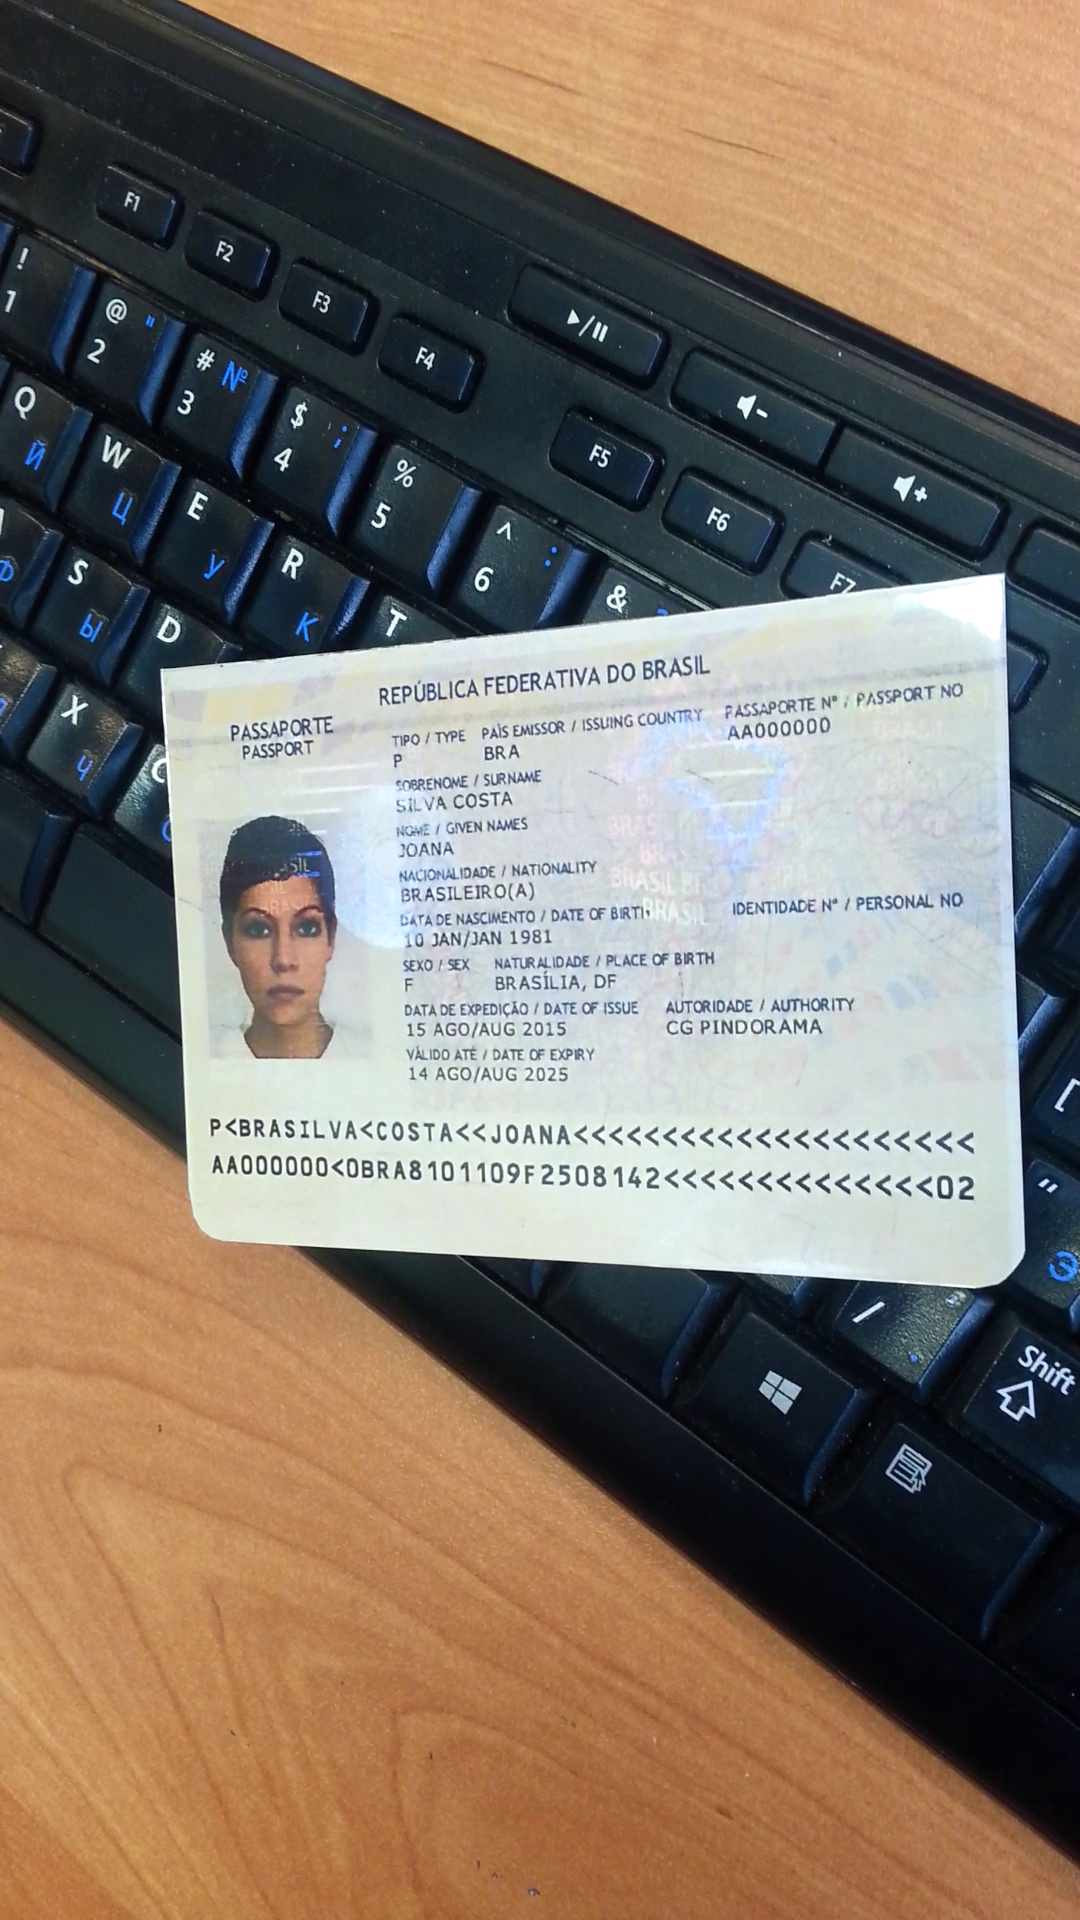 F1
F2
F3
F4
F5
F6
F7
!
1
@ "
2
# №
3
$ ;
4
%
5
^ :
6
&
Q
Й
W
Ц
E
У
R
К
T
S
Ы
D
X
Ч
C
Ф
REPÚBLICA FEDERATIVA DO BRASIL
PASSAPORTE
PASSPORT
TIPO / TYPE PAÍS EMISSOR / ISSUING COUNTRY PASSAPORTE Nº / PASSPORT NO
P BRA AA000000
SOBRENOME / SURNAME
SILVA COSTA
NOME / GIVEN NAMES
JOANA
NACIONALIDADE / NATIONALITY
BRASILEIRO(A)
DATA DE NASCIMENTO / DATE OF BIRTH IDENTIDADE Nº / PERSONAL NO
10 JAN/JAN 1981
SEXO / SEX NATURALIDADE / PLACE OF BIRTH
F BRASÍLIA, DF
DATA DE EXPEDIÇÃO / DATE OF ISSUE AUTORIDADE / AUTHORITY
15 AGO/AUG 2015 CG PINDORAMA
VÁLIDO ATÉ / DATE OF EXPIRY
14 AGO/AUG 2025
P<BRASILVA<COSTA<<JOANA<<<<<<<<<<<<<<<<<<<<<
AA000000<0BRA8101109F2508142<<<<<<<<<<<<<<02
BRASIL
BRASIL
[
"
Э
/
.
Shift